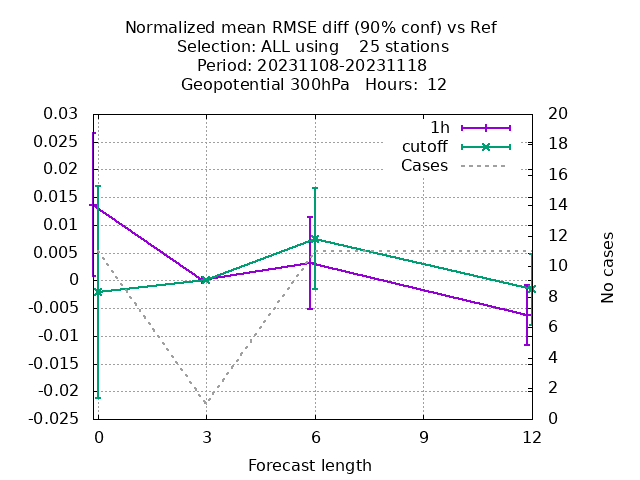 Normalized mean RMSE diff (90% conf) vs Ref
Selection: ALL using    25 stations
Period: 20231108-20231118
Geopotential 300hPa   Hours:  12
1h
cutoff
Cases
0.03
0.025
0.02
0.015
0.01
0.005
0
-0.005
-0.01
-0.015
-0.02
-0.025
20
18
16
14
12
10
8
6
4
2
0
No cases
0 3 6 9 12
Forecast length